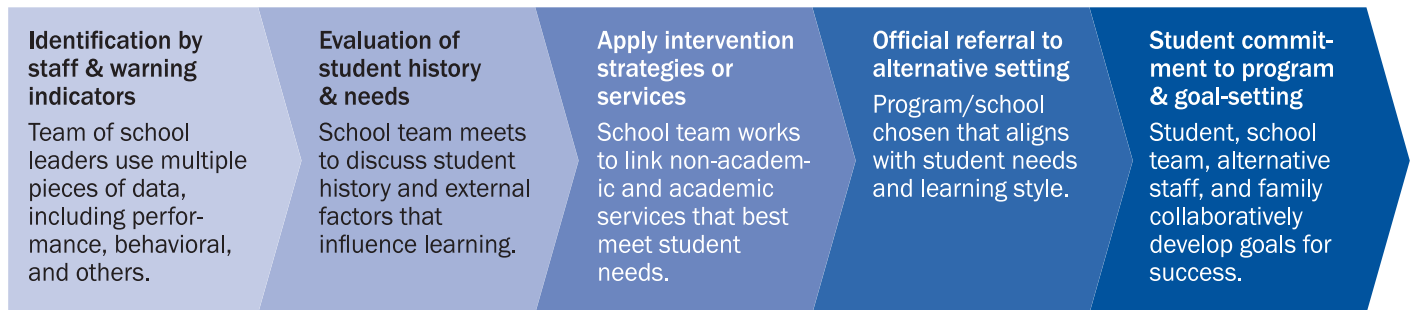 Identification by
staff & warning
indicators
Team of school
leaders use multiple
pieces of data,
including perfor-
mance, behavioral,
and others.
Evaluation of
student history
& needs
School team meets
to discuss student
history and external
factors that
influence learning.
Apply intervention
strategies or
services
School team works
to link non-academ-
ic and academic
services that best
meet student
needs.
Official referral to
alternative setting
Program/school
chosen that aligns
with student needs
and learning style.
Student commit-
ment to program
& goal-setting
Student, school
team, alternative
staff, and family
collaboratively
develop goals for
success.